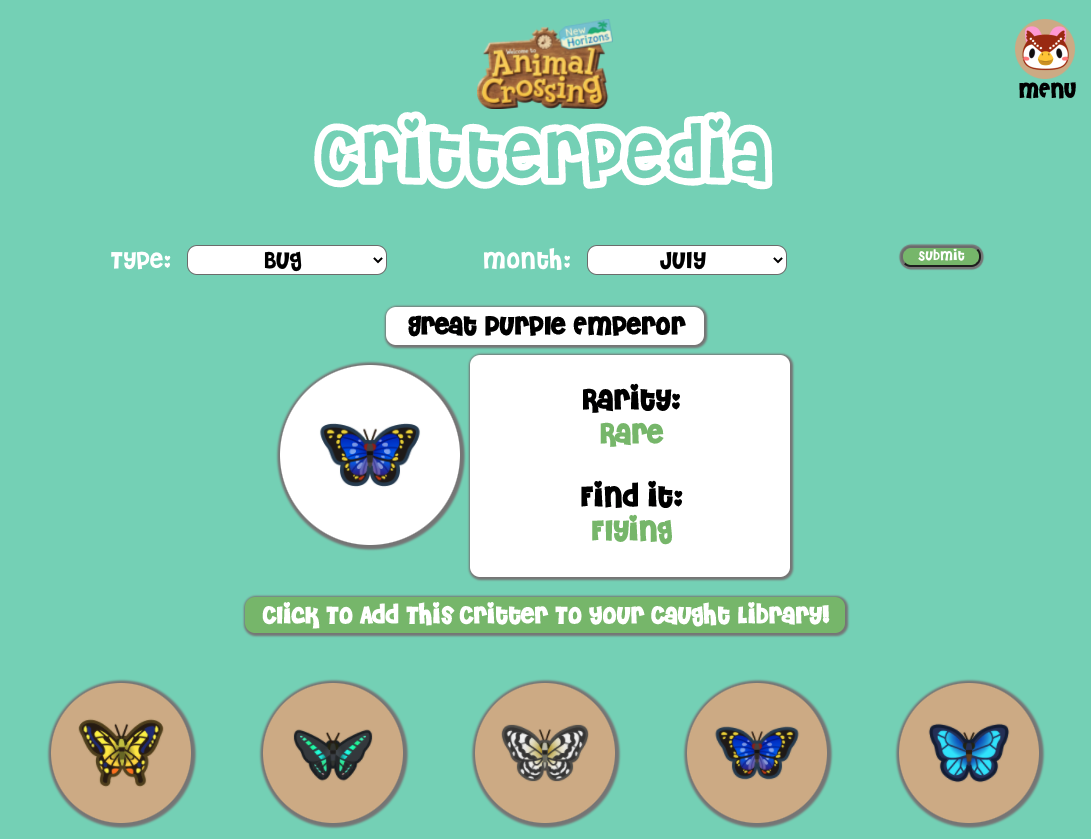 New
Horizons
Welcome to
Animal
Crossing
menu
Critterpedia
Type:
Bug
Month:
July
submit
great purple emperor
Rarity:
Rare
Find it:
Flying
Click To Add This Critter To Your Caught Library!